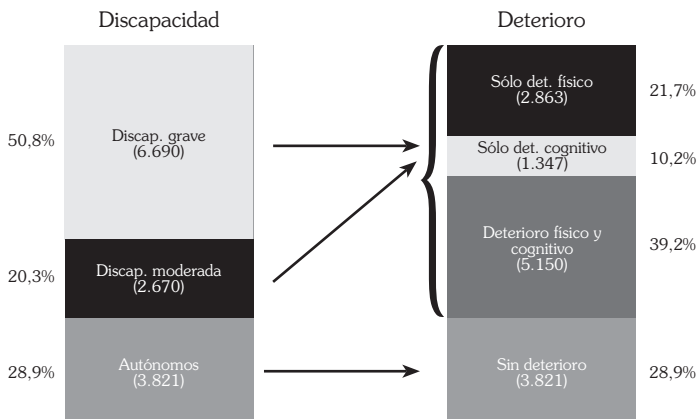 Discapacidad
Deterioro
50,8%
Discap. grave
(6.690)
20,3%
Discap. moderada
(2.670)
28,9%
Autónomos
(3.821)
Sólo det. físico
(2.863)
21,7%
Sólo det. cognitivo
(1.347)
10,2%
Deterioro físico y
cognitivo
(5.150)
39,2%
Sin deterioro
(3.821)
28,9%